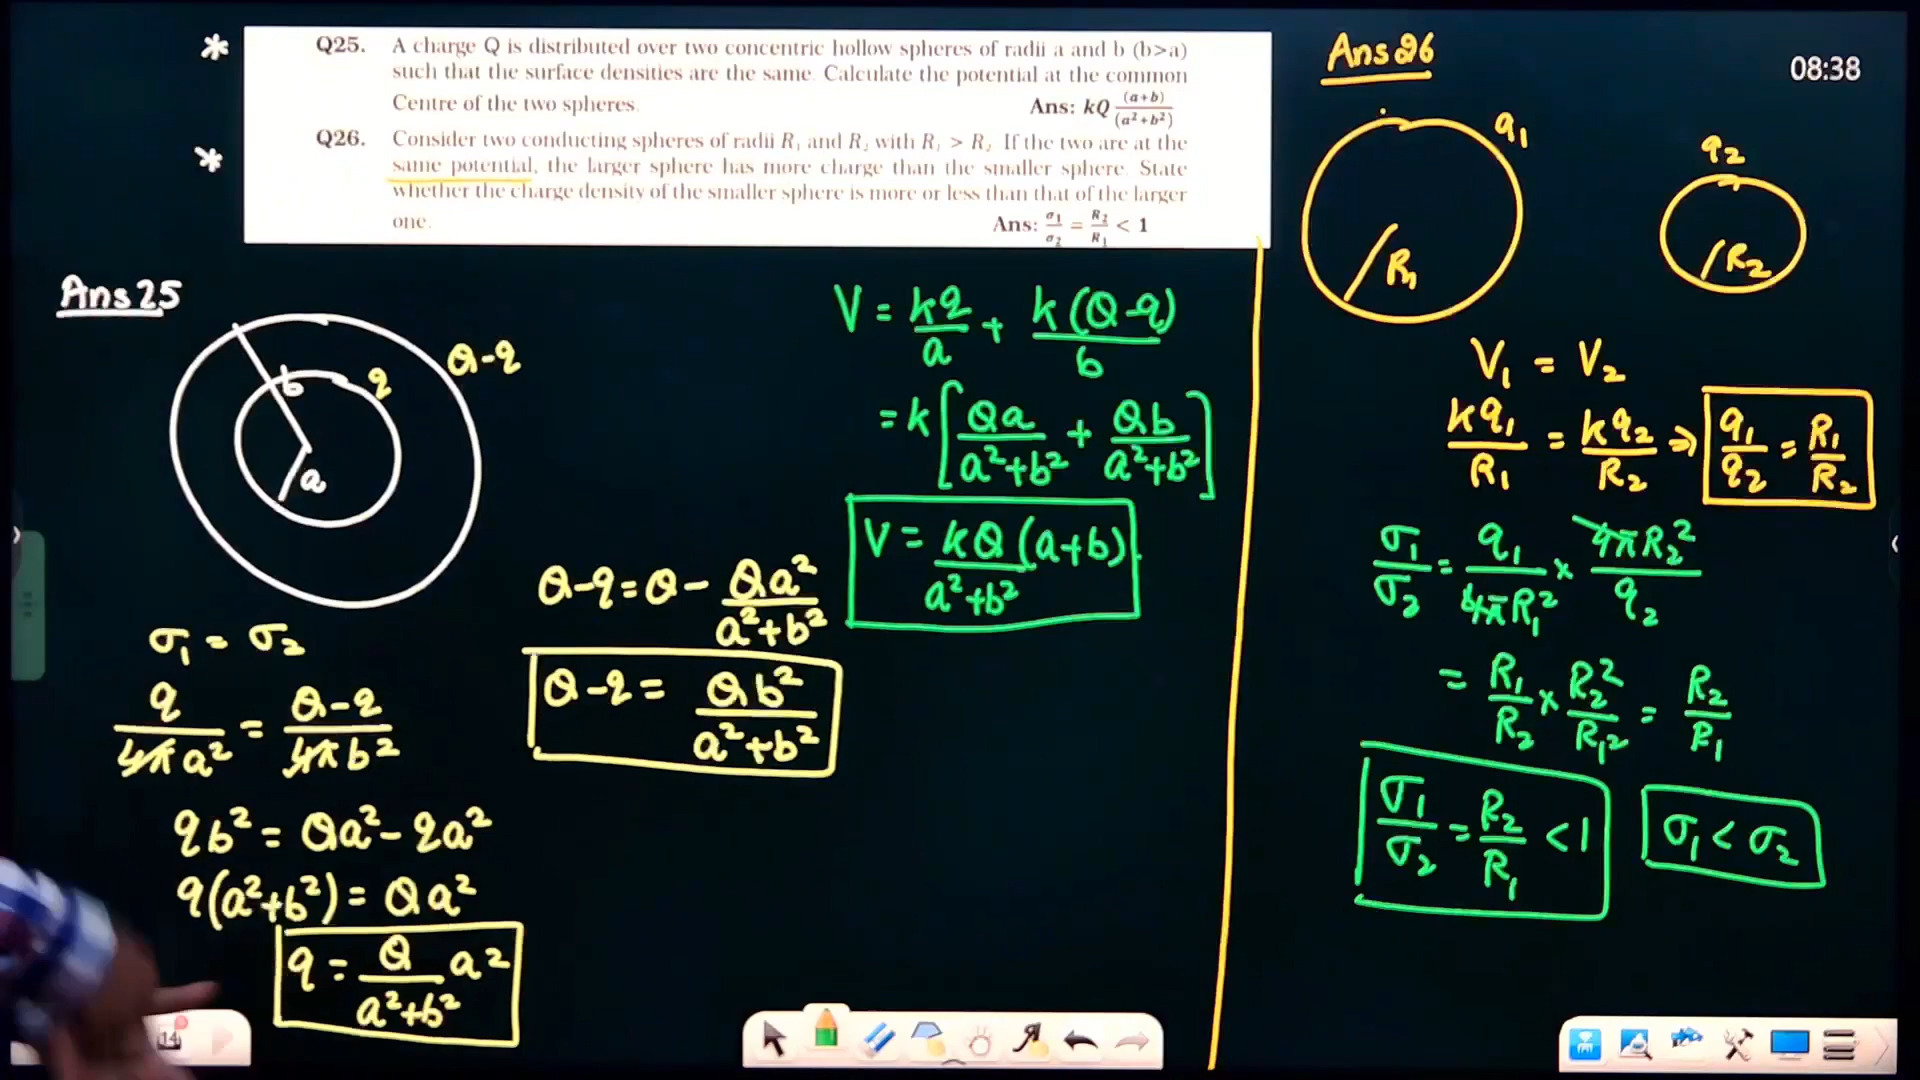 * Q25. A charge Q is distributed over two concentric hollow spheres of radii a and b (b>a)
such that the surface densities are the same. Calculate the potential at the common
Centre of the two spheres. Ans: kQ (a+b)/(a²+b²)
* Q26. Consider two conducting spheres of radii R₁ and R₂ with R₁ > R₂. If the two are at the
same potential, the larger sphere has more charge than the smaller sphere. State
whether the charge density of the smaller sphere is more or less than that of the larger
one. Ans: σ₁/σ₂ = R₂/R₁ < 1
Ans 25
b
a
q
Q-q
σ₁ = σ₂
q/4πa² = Q-q/4πb²
qb² = Qa² - qa²
q(a²+b²) = Qa²
q = Q/a²+b² a²
Q-q = Q - Qa²/a²+b²
Q-q = Qb²/a²+b²
V = kq/a + k(Q-q)/b
= k[Qa/a²+b² + Qb/a²+b²]
V = kQ(a+b)/a²+b²
Ans 26
08:38
q₁
q₂
R₁
R₂
V₁ = V₂
kq₁/R₁ = kq₂/R₂ ⇒ q₁/q₂ = R₁/R₂
σ₁/σ₂ = q₁/4πR₁² × 4πR₂²/q₂
= R₁/R₂ × R₂²/R₁² = R₂/R₁
σ₁/σ₂ = R₂/R₁ < 1
σ₁ < σ₂
14